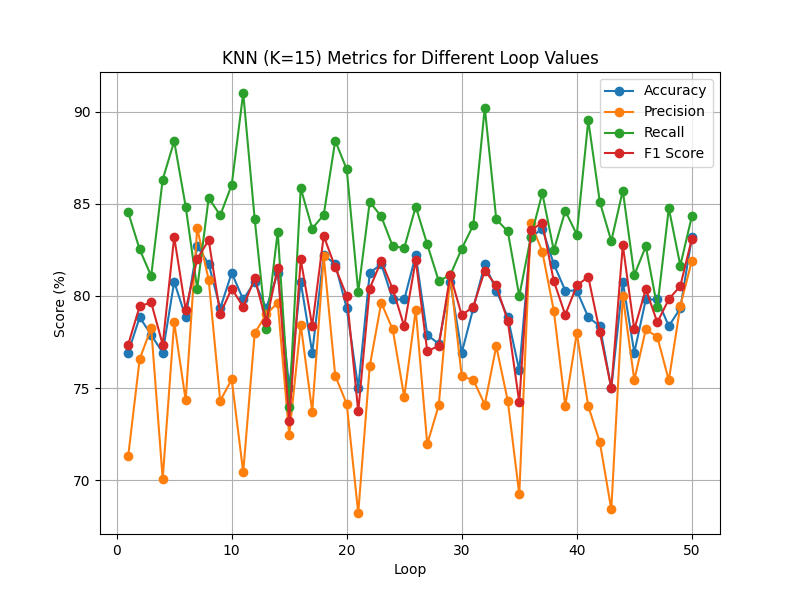 KNN (K=15) Metrics for Different Loop Values
Accuracy
Precision
Recall
F1 Score
Score (%)
90
85
80
75
70
0 10 20 30 40 50
Loop